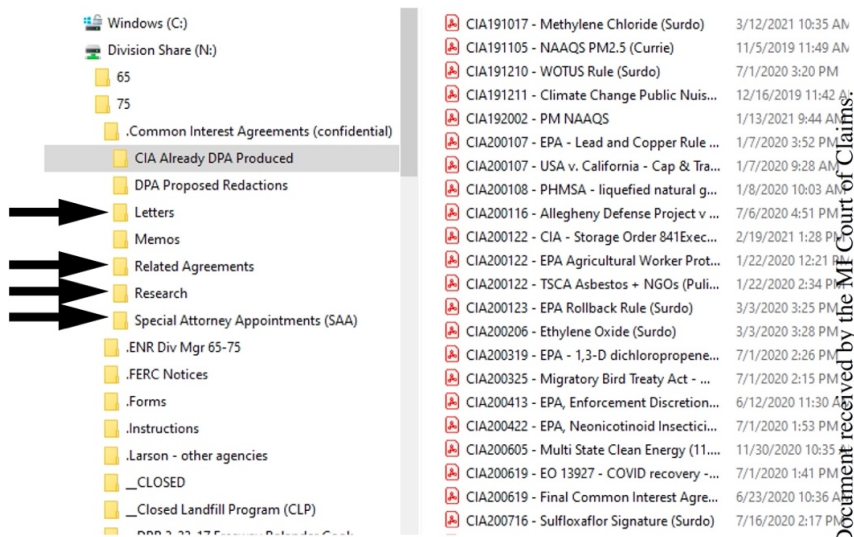 Windows (C:)
Division Share (N:)
65
75
.Common Interest Agreements (confidential)
CIA Already DPA Produced
DPA Proposed Redactions
Letters
Memos
Related Agreements
Research
Special Attorney Appointments (SAA)
.ENR Div Mgr 65-75
.FERC Notices
.Forms
.Instructions
.Larson - other agencies
__CLOSED
__Closed Landfill Program (CLP)
CIA191017 - Methylene Chloride (Surdo) 3/12/2021 10:35 AM
CIA191105 - NAAQS PM2.5 (Currie) 11/5/2019 11:49 AM
CIA191210 - WOTUS Rule (Surdo) 7/1/2020 3:20 PM
CIA191211 - Climate Change Public Nuis... 12/16/2019 11:42 A
CIA192002 - PM NAAQS 1/13/2021 9:44 AM
CIA200107 - EPA - Lead and Copper Rule ... 1/7/2020 3:52 PM
CIA200107 - USA v. California - Cap & Tra... 1/7/2020 9:28 AM
CIA200108 - PHMSA - liquefied natural g... 1/8/2020 10:03 AM
CIA200116 - Allegheny Defense Project v ... 7/6/2020 4:51 PM
CIA200122 - CIA - Storage Order 841Exec... 2/19/2021 1:28 PM
CIA200122 - EPA Agricultural Worker Prot... 1/22/2020 12:21 PM
CIA200122 - TSCA Asbestos + NGOs (Puli... 1/22/2020 2:34 PM
CIA200123 - EPA Rollback Rule (Surdo) 3/3/2020 3:25 PM
CIA200206 - Ethylene Oxide (Surdo) 3/3/2020 3:28 PM
CIA200319 - EPA - 1,3-D dichloropropene... 7/1/2020 2:26 PM
CIA200325 - Migratory Bird Treaty Act - ... 7/1/2020 2:15 PM
CIA200413 - EPA, Enforcement Discretion... 6/12/2020 11:30 AM
CIA200422 - EPA, Neonicotinoid Insectici... 7/1/2020 1:53 PM
CIA200605 - Multi State Clean Energy (11.... 11/30/2020 10:35 A
CIA200619 - EO 13927 - COVID recovery -... 7/1/2020 1:41 PM
CIA200619 - Final Common Interest Agre... 6/23/2020 10:36 AM
CIA200716 - Sulfloxaflor Signature (Surdo) 7/16/2020 2:17 PM
Document received by the MI Court of Claims.